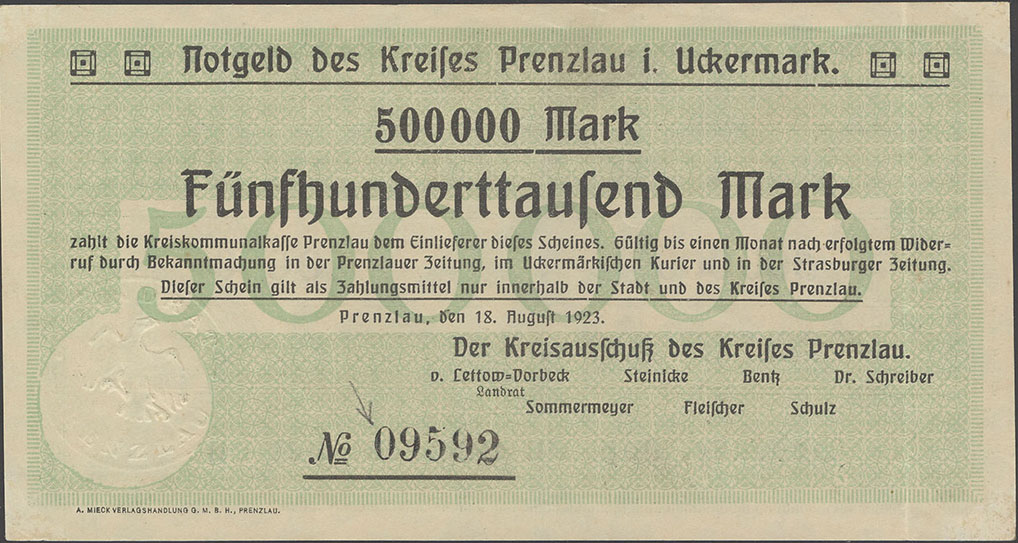 Notgeld des Kreiſes Prenzlau i. Uckermark.
500000 Mark
Fünfhunderttauſend Mark
500000
zahlt die Kreiskommunalkaſſe Prenzlau dem Einlieferer dieſes Scheines. Gültig bis einen Monat nach erfolgtem Wider=
ruf durch Bekanntmachung in der Prenzlauer Zeitung, im Uckermärkiſchen Kurier und in der Strasburger Zeitung.
Dieſer Schein gilt als Zahlungsmittel nur innerhalb der Stadt und des Kreiſes Prenzlau.
Prenzlau, den 18. Auguſt 1923.
Der Kreisausſchuß des Kreiſes Prenzlau.
v. Lettow=Vorbeck Steinicke Bentz Dr. Schreiber
Landrat
Sommermeyer Fleiſcher Schulz
No 09592
A. MIECK VERLAGSHANDLUNG G. M. B. H., PRENZLAU.